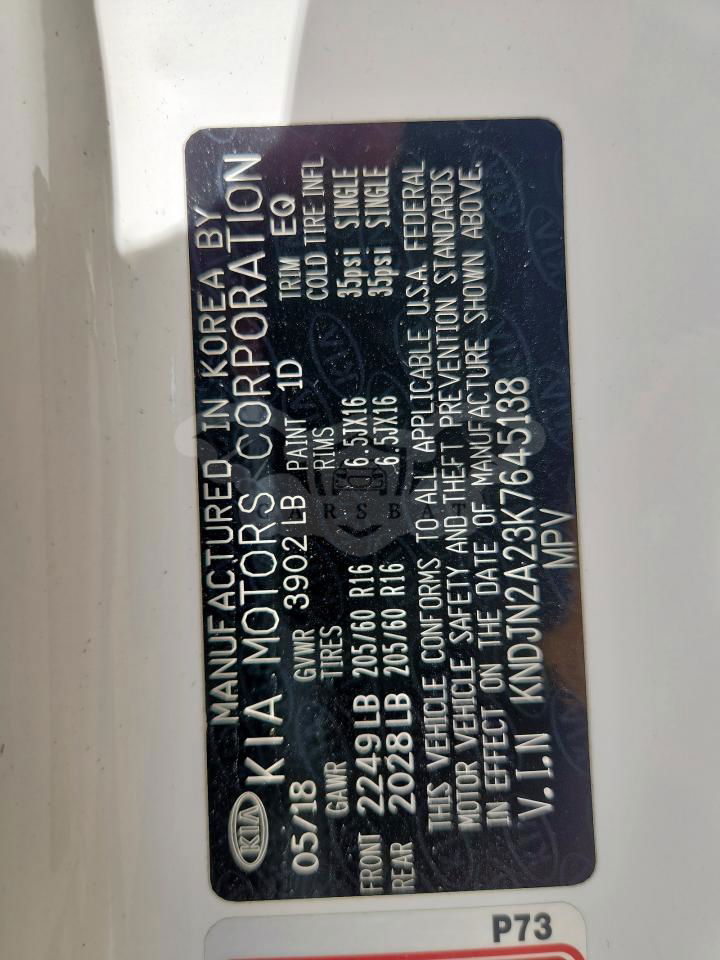 KIA
MANUFACTURED IN KOREA BY
KIA MOTORS CORPORATION
05/18 GVWR 3902 LB PAINT 1D TRIM EQ
GAWR TIRES RIMS COLD TIRE INFL
FRONT 2249 LB 205/60 R16 6.5JX16 35psi SINGLE
REAR 2028 LB 205/60 R16 6.5JX16 35psi SINGLE
THIS VEHICLE CONFORMS TO ALL APPLICABLE U.S.A. FEDERAL
MOTOR VEHICLE SAFETY AND THEFT PREVENTION STANDARDS
IN EFFECT ON THE DATE OF MANUFACTURE SHOWN ABOVE.
V.I.N KNDJN2A23K7645138
MPV
CARSBAT
P73